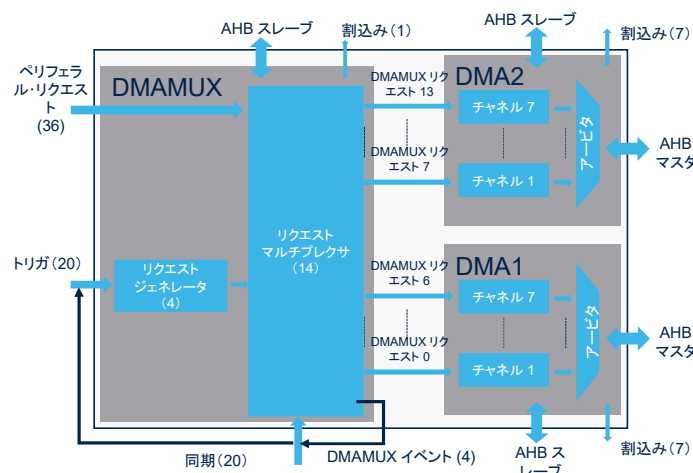 AHB スレーブ
割込み(1)
AHB スレーブ
割込み(7)
ペリフェラ
ル・リクエス
ト
(36)
DMAMUX
DMAMUX リク
エスト 13
DMA2
チャネル 7
DMAMUX リク
エスト 7
チャネル 1
アービタ
AHB
マスタ
リクエスト
マルチプレクサ
(14)
トリガ(20)
リクエスト
ジェネレータ
(4)
DMAMUX リク
エスト 6
DMA1
チャネル 7
DMAMUX リク
エスト 0
チャネル 1
アービタ
AHB
マスタ
同期(20)
DMAMUX イベント (4)
AHB ス
レーブ
割込み(7)